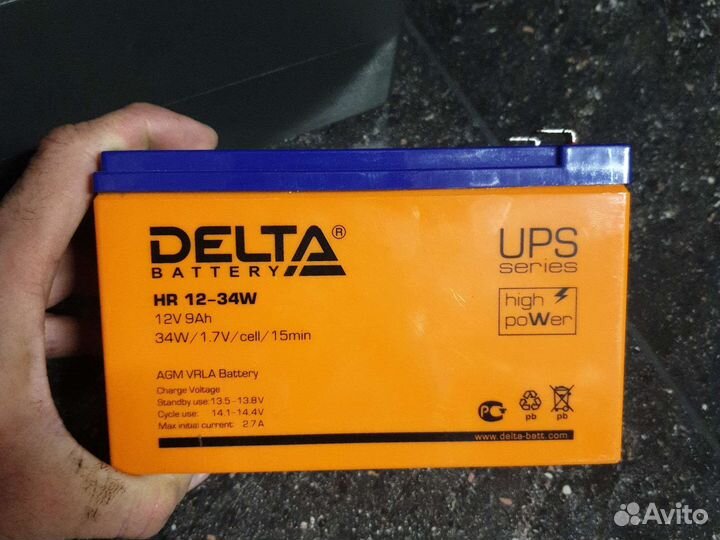 DELTA®
BATTERY
HR 12-34W
12V 9Ah
34W/1.7V/cell/15min
AGM VRLA Battery
Charge Voltage
Standby use: 13.5-13.8V
Cycle use: 14.1-14.4V
Max initial current: 2.7A
UPS
series
high
poWer
PG
pb
pb
www.delta-batt.com
Avito